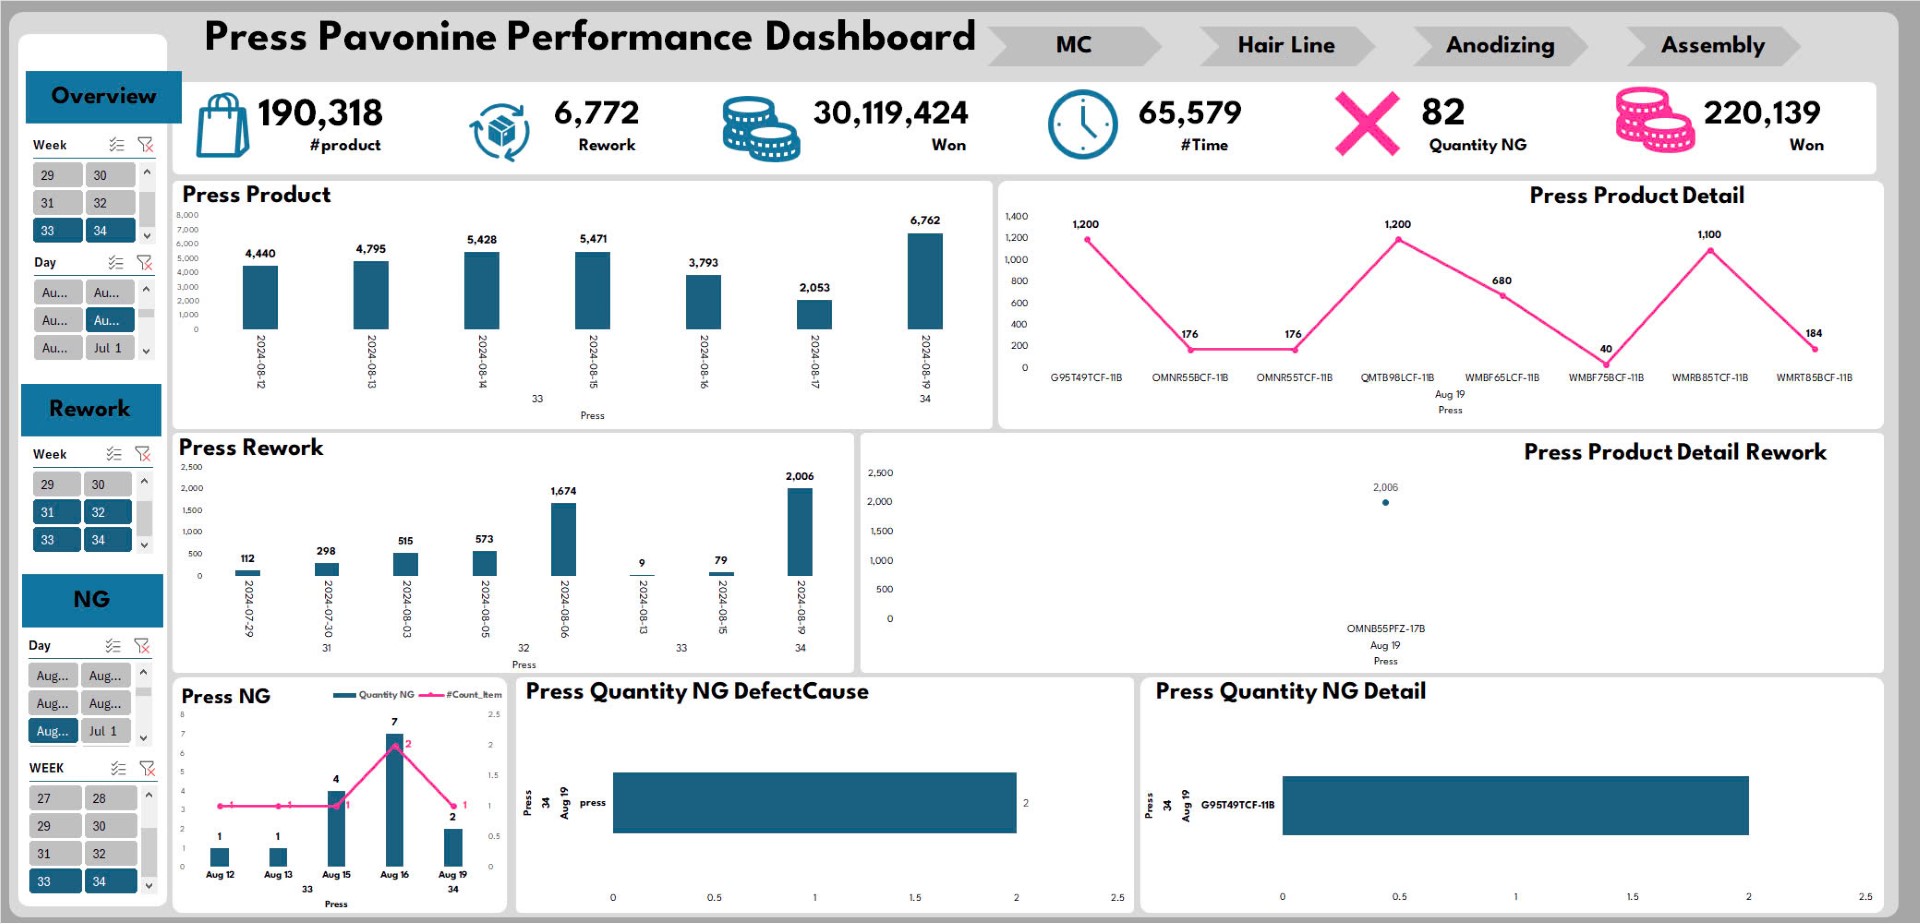 Press Pavonine Performance Dashboard
MC
Hair Line
Anodizing
Assembly
Overview
190,318
#product
6,772
Rework
30,119,424
Won
65,579
#Time
82
Quantity NG
220,139
Won
Week
29 30
31 32
33 34
Day
Au... Au...
Au... Au...
Au... Jul 1
Rework
Week
29 30
31 32
33 34
NG
Day
Aug... Aug...
Aug... Aug...
Aug... Jul 1
WEEK
27 28
29 30
31 32
33 34
Press Product
8,000
7,000
6,000
5,000
4,000
3,000
2,000
1,000
0
4,440
4,795
5,428
5,471
3,793
2,053
6,762
2024-08-12
2024-08-13
2024-08-14
2024-08-15
2024-08-16
2024-08-17
2024-08-19
33
34
Press
Press Product Detail
1,400
1,200
1,000
800
600
400
200
0
1,200
176
176
1,200
680
40
1,100
184
G95T49TCF-11B
OMNR55BCF-11B
OMNR55TCF-11B
QMTB98LCF-11B
WMBF65LCF-11B
WMBF75BCF-11B
WMRB85TCF-11B
WMRT85BCF-11B
Aug 19
Press
Press Rework
2,500
2,000
1,500
1,000
500
0
112
298
515
573
1,674
9
79
2,006
2024-07-29
2024-07-30
2024-08-03
2024-08-05
2024-08-06
2024-08-13
2024-08-15
2024-08-19
31
32
33
34
Press
Press Product Detail Rework
2,500
2,000
1,500
1,000
500
0
2,006
OMNB55PFZ-17B
Aug 19
Press
Press NG
Quantity NG
#Count_Item
8
7
6
5
4
3
2
1
0
2.5
2
1.5
1
0.5
0
1
1
4
7
2
1
1
1
2
1
Aug 12
Aug 13
Aug 15
Aug 16
Aug 19
33
34
Press
Press Quantity NG DefectCause
Press
34
Aug 19
press
2
0
0.5
1
1.5
2
2.5
Press Quantity NG Detail
Press
34
Aug 19
G95T49TCF-11B
0
0.5
1
1.5
2
2.5